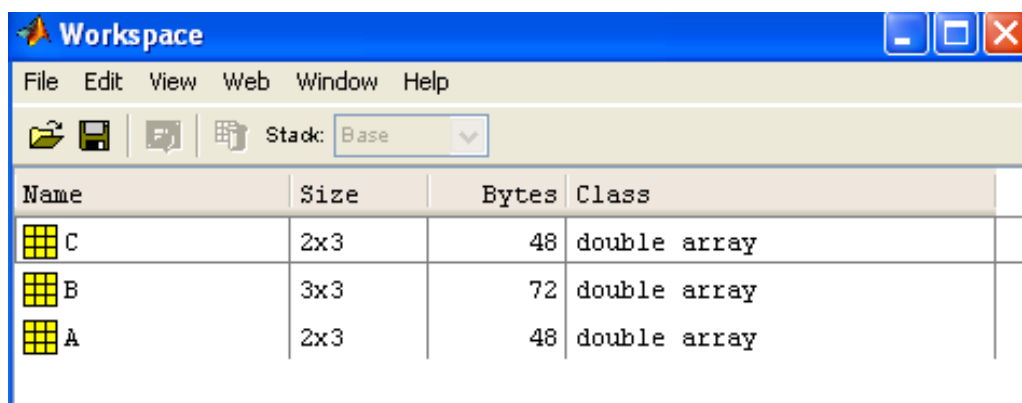 Workspace
File Edit View Web Window Help
Stack: Base
Name Size Bytes Class
C 2x3 48 double array
B 3x3 72 double array
A 2x3 48 double array